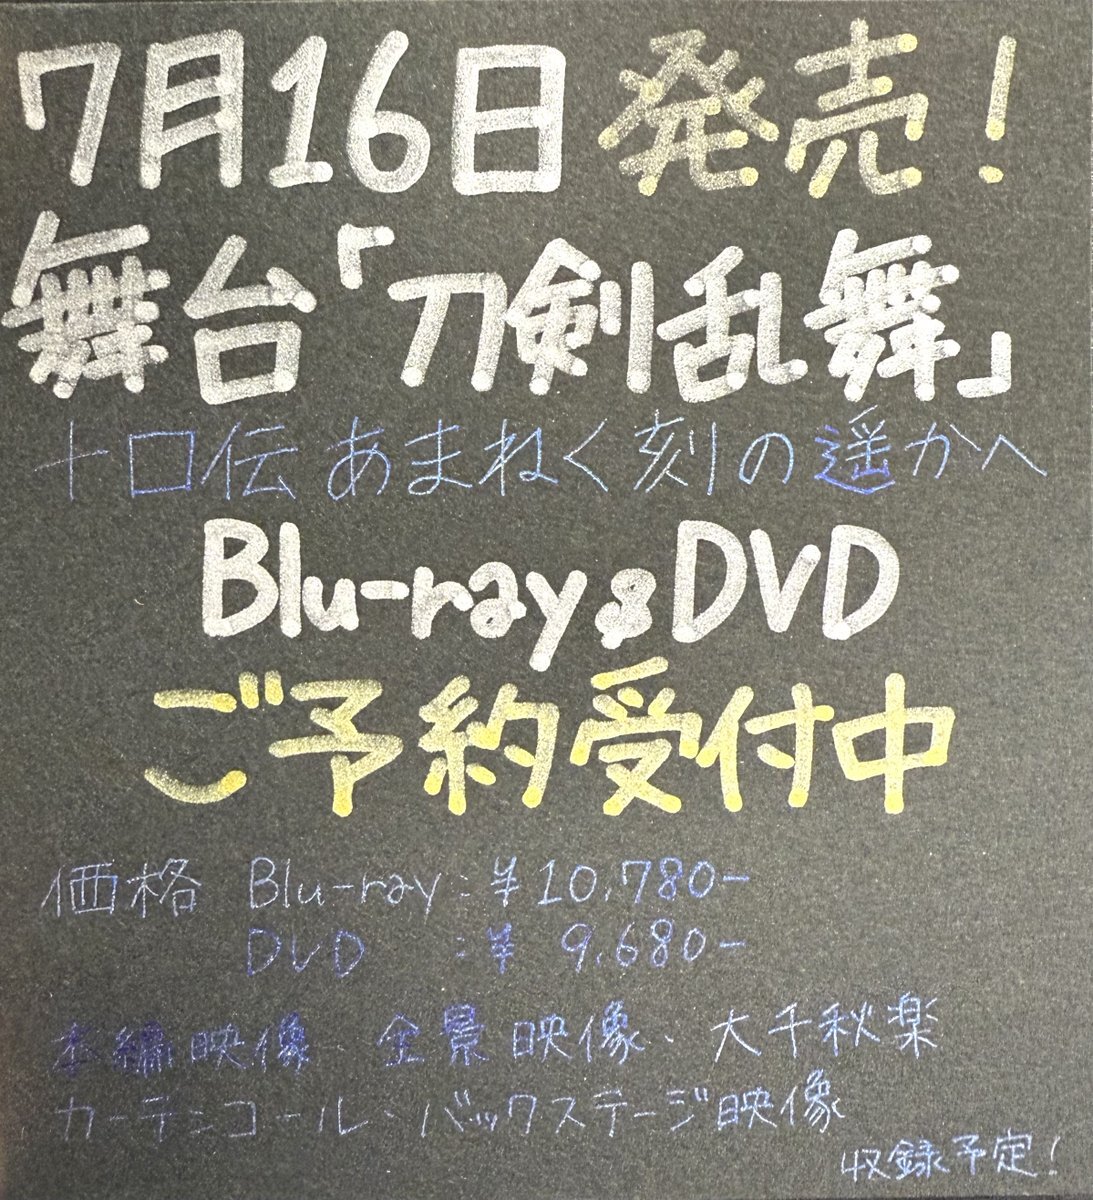 7月16日 発売！
舞台「刀剣乱舞」
十口伝 あまねく刻の遥かへ
Blu-ray&DVD
ご予約受付中
価格 Blu-ray:¥10,780-
DVD :¥ 9,680-
本編映像、全景映像、大千秋楽
カーテンコール、バックステージ映像
収録予定！